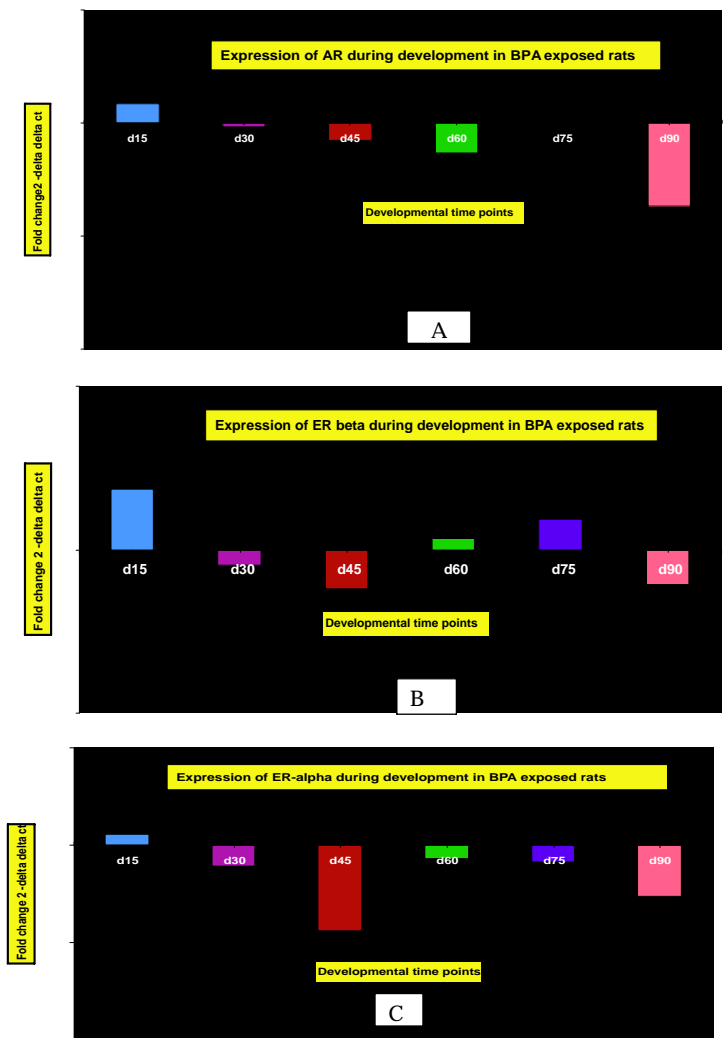 Expression of AR during development in BPA exposed rats
Fold change2 -delta delta ct
d15 d30 d45 d60 d75 d90
Developmental time points
A
Expression of ER beta during development in BPA exposed rats
Fold change 2 -delta delta ct
d15 d30 d45 d60 d75 d90
Developmental time points
B
Expression of ER-alpha during development in BPA exposed rats
Fold change 2 -delta delta ct
d15 d30 d45 d60 d75 d90
Developmental time points
C